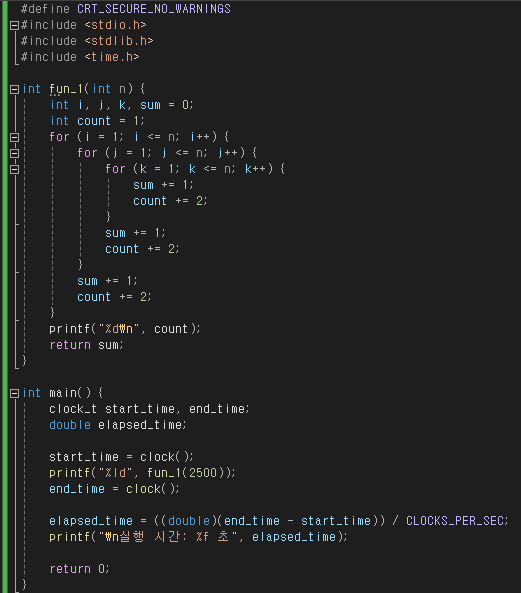 #define CRT_SECURE_NO_WARNINGS
#include <stdio.h>
#include <stdlib.h>
#include <time.h>
int fun_1(int n) {
int i, j, k, sum = 0;
int count = 1;
for (i = 1; i <= n; i++) {
for (j = 1; j <= n; j++) {
for (k = 1; k <= n; k++) {
sum += 1;
count += 2;
}
sum += 1;
count += 2;
}
sum += 1;
count += 2;
}
printf("%d₩n", count);
return sum;
}
int main() {
clock_t start_time, end_time;
double elapsed_time;
start_time = clock();
printf("%ld", fun_1(2500));
end_time = clock();
elapsed_time = ((double)(end_time - start_time)) / CLOCKS_PER_SEC;
printf("₩n실행 시간: %f 초", elapsed_time);
return 0;
}